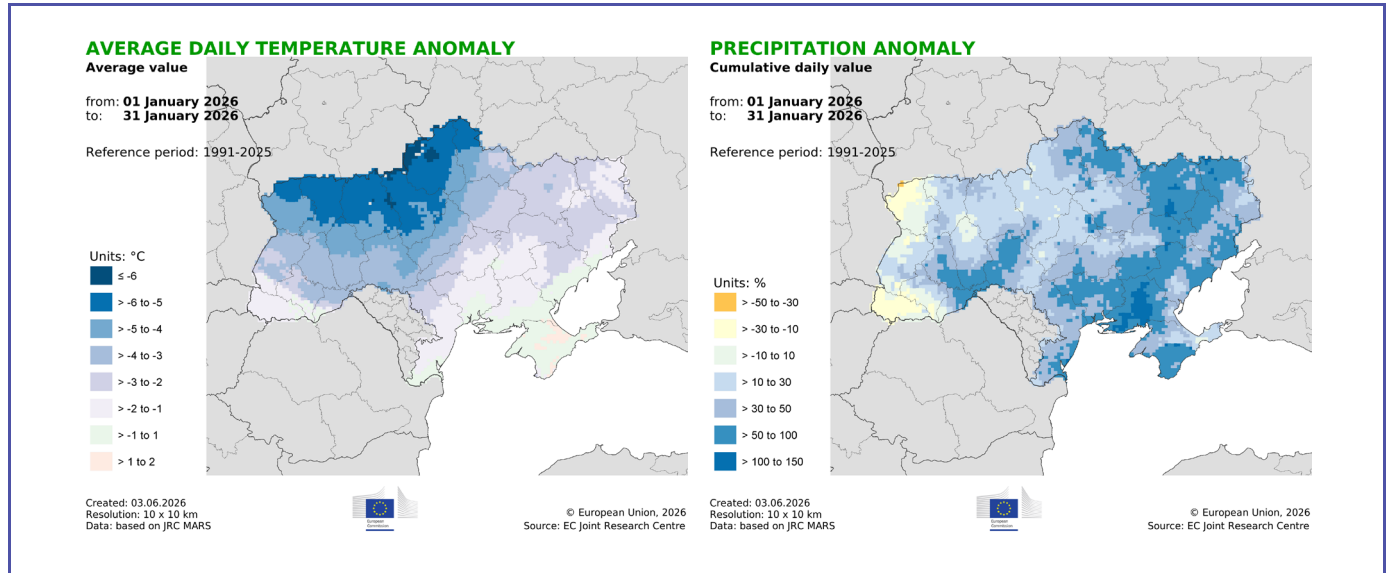 AVERAGE DAILY TEMPERATURE ANOMALY
Average value
from: 01 January 2026
to: 31 January 2026
Reference period: 1991-2025
Units: °C
≤ -6
> -6 to -5
> -5 to -4
> -4 to -3
> -3 to -2
> -2 to -1
> -1 to 1
> 1 to 2
Created: 03.06.2026
Resolution: 10 x 10 km
Data: based on JRC MARS
European
Commission
© European Union, 2026
Source: EC Joint Research Centre
PRECIPITATION ANOMALY
Cumulative daily value
from: 01 January 2026
to: 31 January 2026
Reference period: 1991-2025
Units: %
> -50 to -30
> -30 to -10
> -10 to 10
> 10 to 30
> 30 to 50
> 50 to 100
> 100 to 150
Created: 03.06.2026
Resolution: 10 x 10 km
Data: based on JRC MARS
European
Commission
© European Union, 2026
Source: EC Joint Research Centre